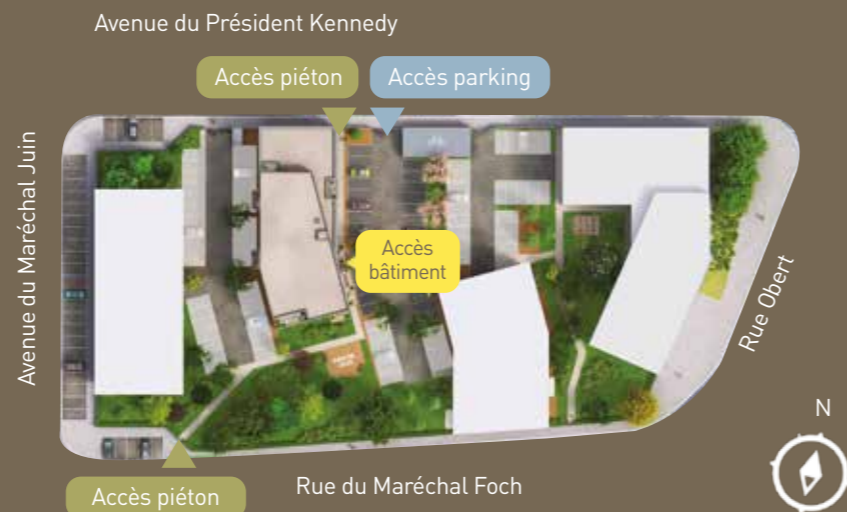 Avenue du Président Kennedy
Accès piéton
Accès parking
Avenue du Maréchal Juin
Accès
bâtiment
Rue Obert
N
Rue du Maréchal Foch
Accès piéton